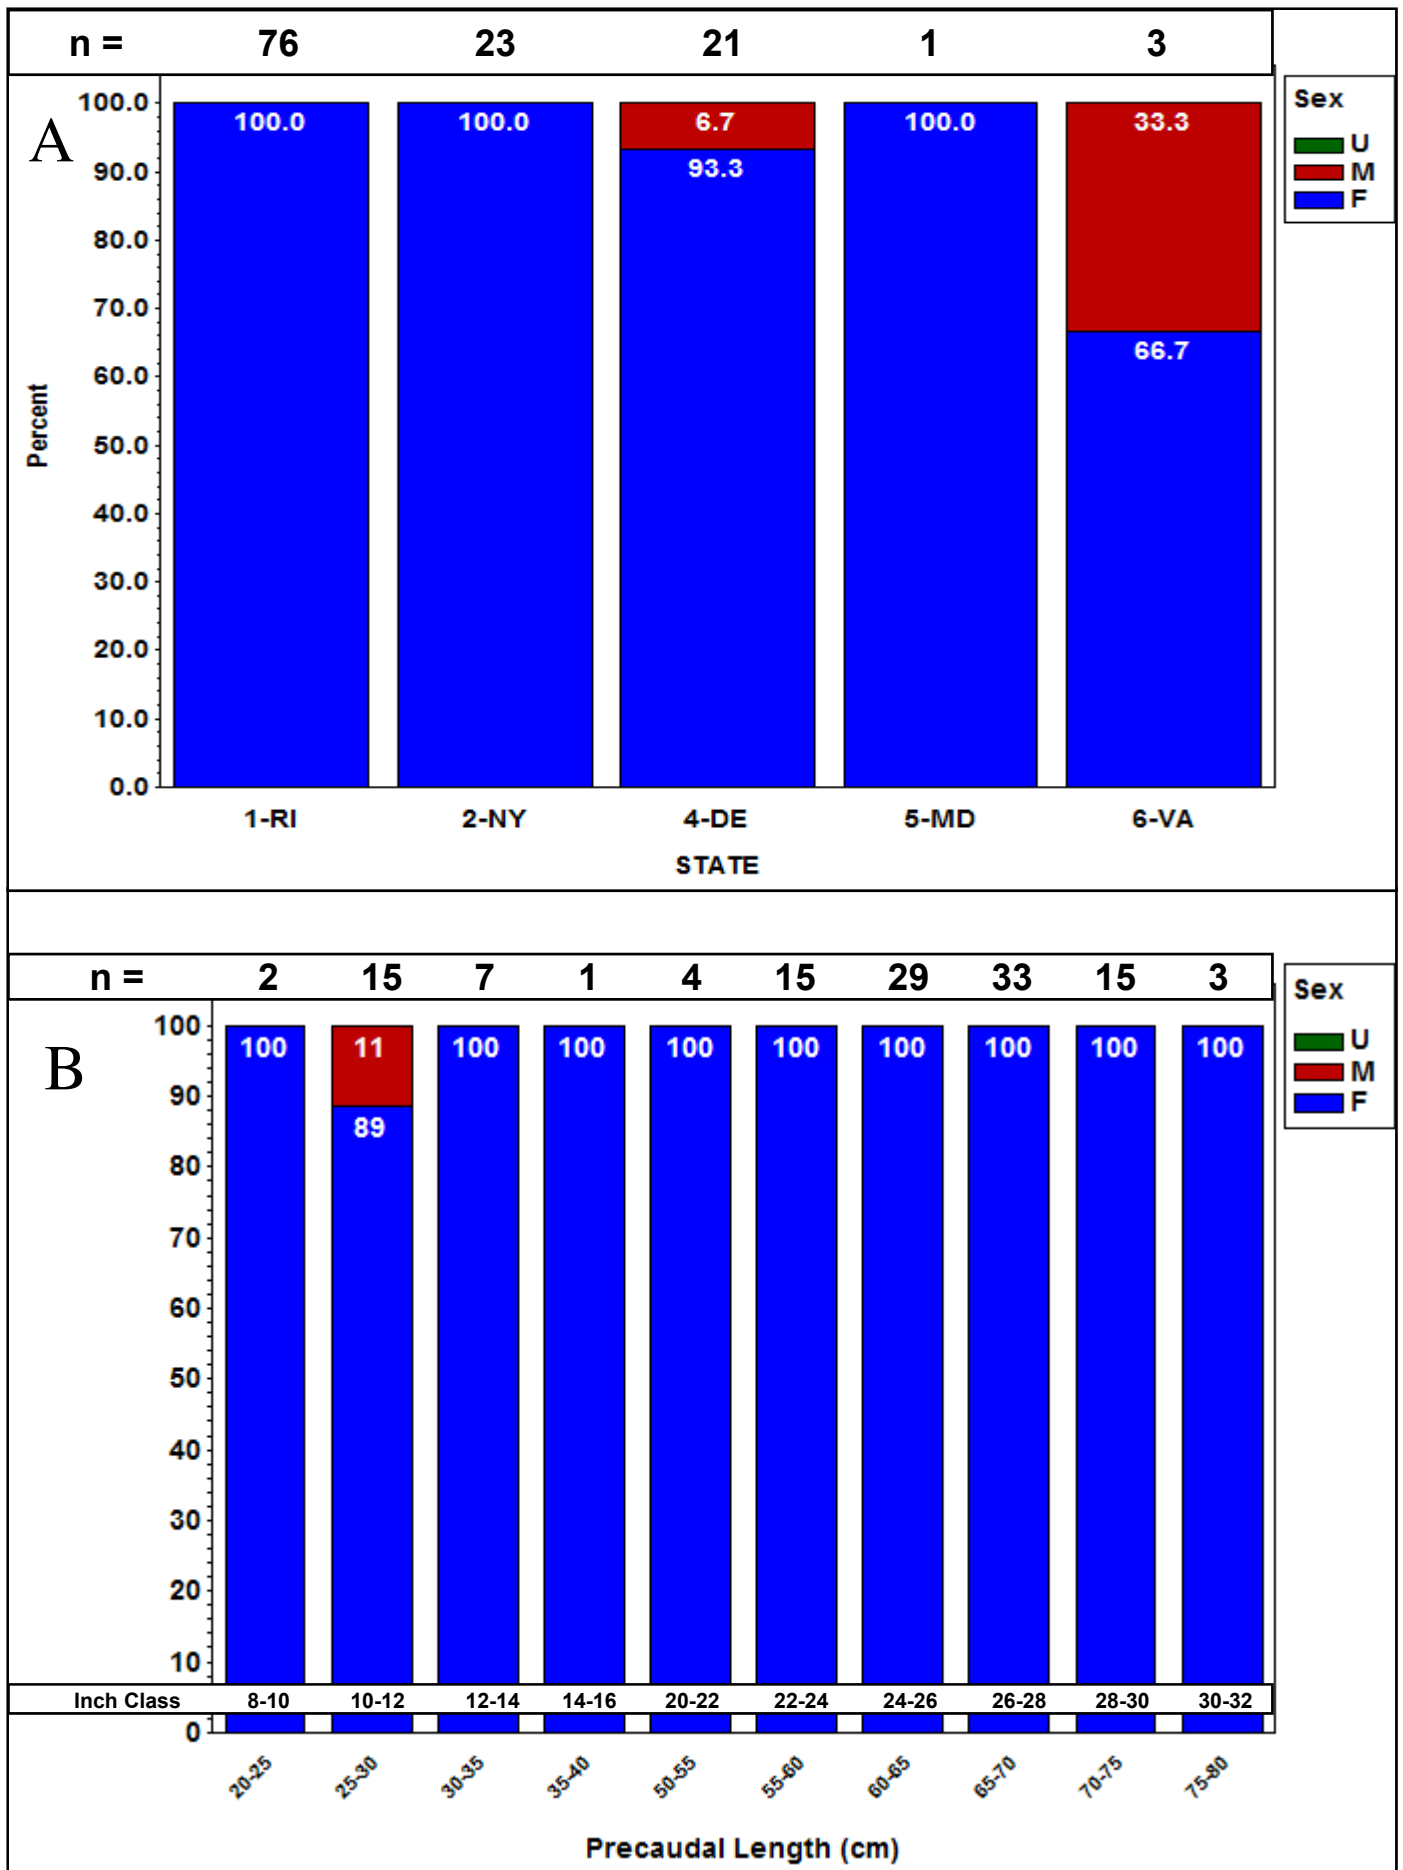 n = 76 23 21 1 3
A
Sex
U
M
F
100.0
90.0
80.0
70.0
60.0
50.0
40.0
30.0
20.0
10.0
0.0
Percent
100.0 100.0 6.7 100.0 33.3
93.3
66.7
1-RI 2-NY 4-DE 5-MD 6-VA
STATE
n = 2 15 7 1 4 15 29 33 15 3
B
Sex
U
M
F
100
90
80
70
60
50
40
30
20
10
0
100 11 100 100 100 100 100 100 100 100
89
Inch Class 8-10 10-12 12-14 14-16 20-22 22-24 24-26 26-28 28-30 30-32
20-25 25-30 30-35 35-40 50-55 55-60 60-65 65-70 70-75 75-80
Precaudal Length (cm)